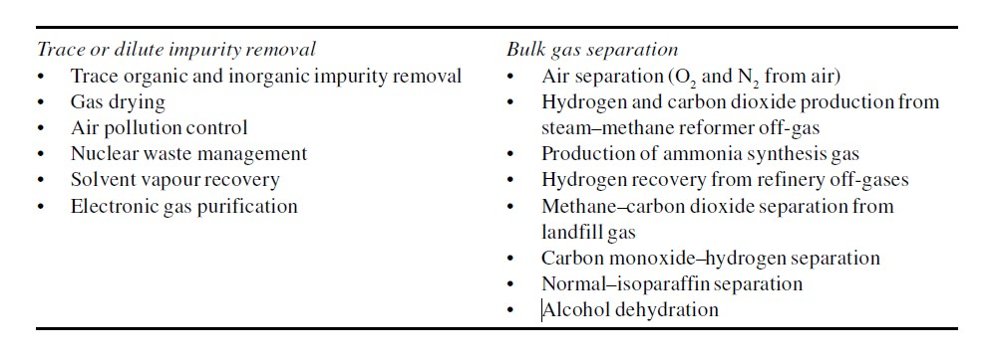 Trace or dilute impurity removal
• Trace organic and inorganic impurity removal
• Gas drying
• Air pollution control
• Nuclear waste management
• Solvent vapour recovery
• Electronic gas purification
Bulk gas separation
• Air separation (O₂ and N₂ from air)
• Hydrogen and carbon dioxide production from
steam–methane reformer off-gas
• Production of ammonia synthesis gas
• Hydrogen recovery from refinery off-gases
• Methane–carbon dioxide separation from
landfill gas
• Carbon monoxide–hydrogen separation
• Normal–isoparaffin separation
• Alcohol dehydration